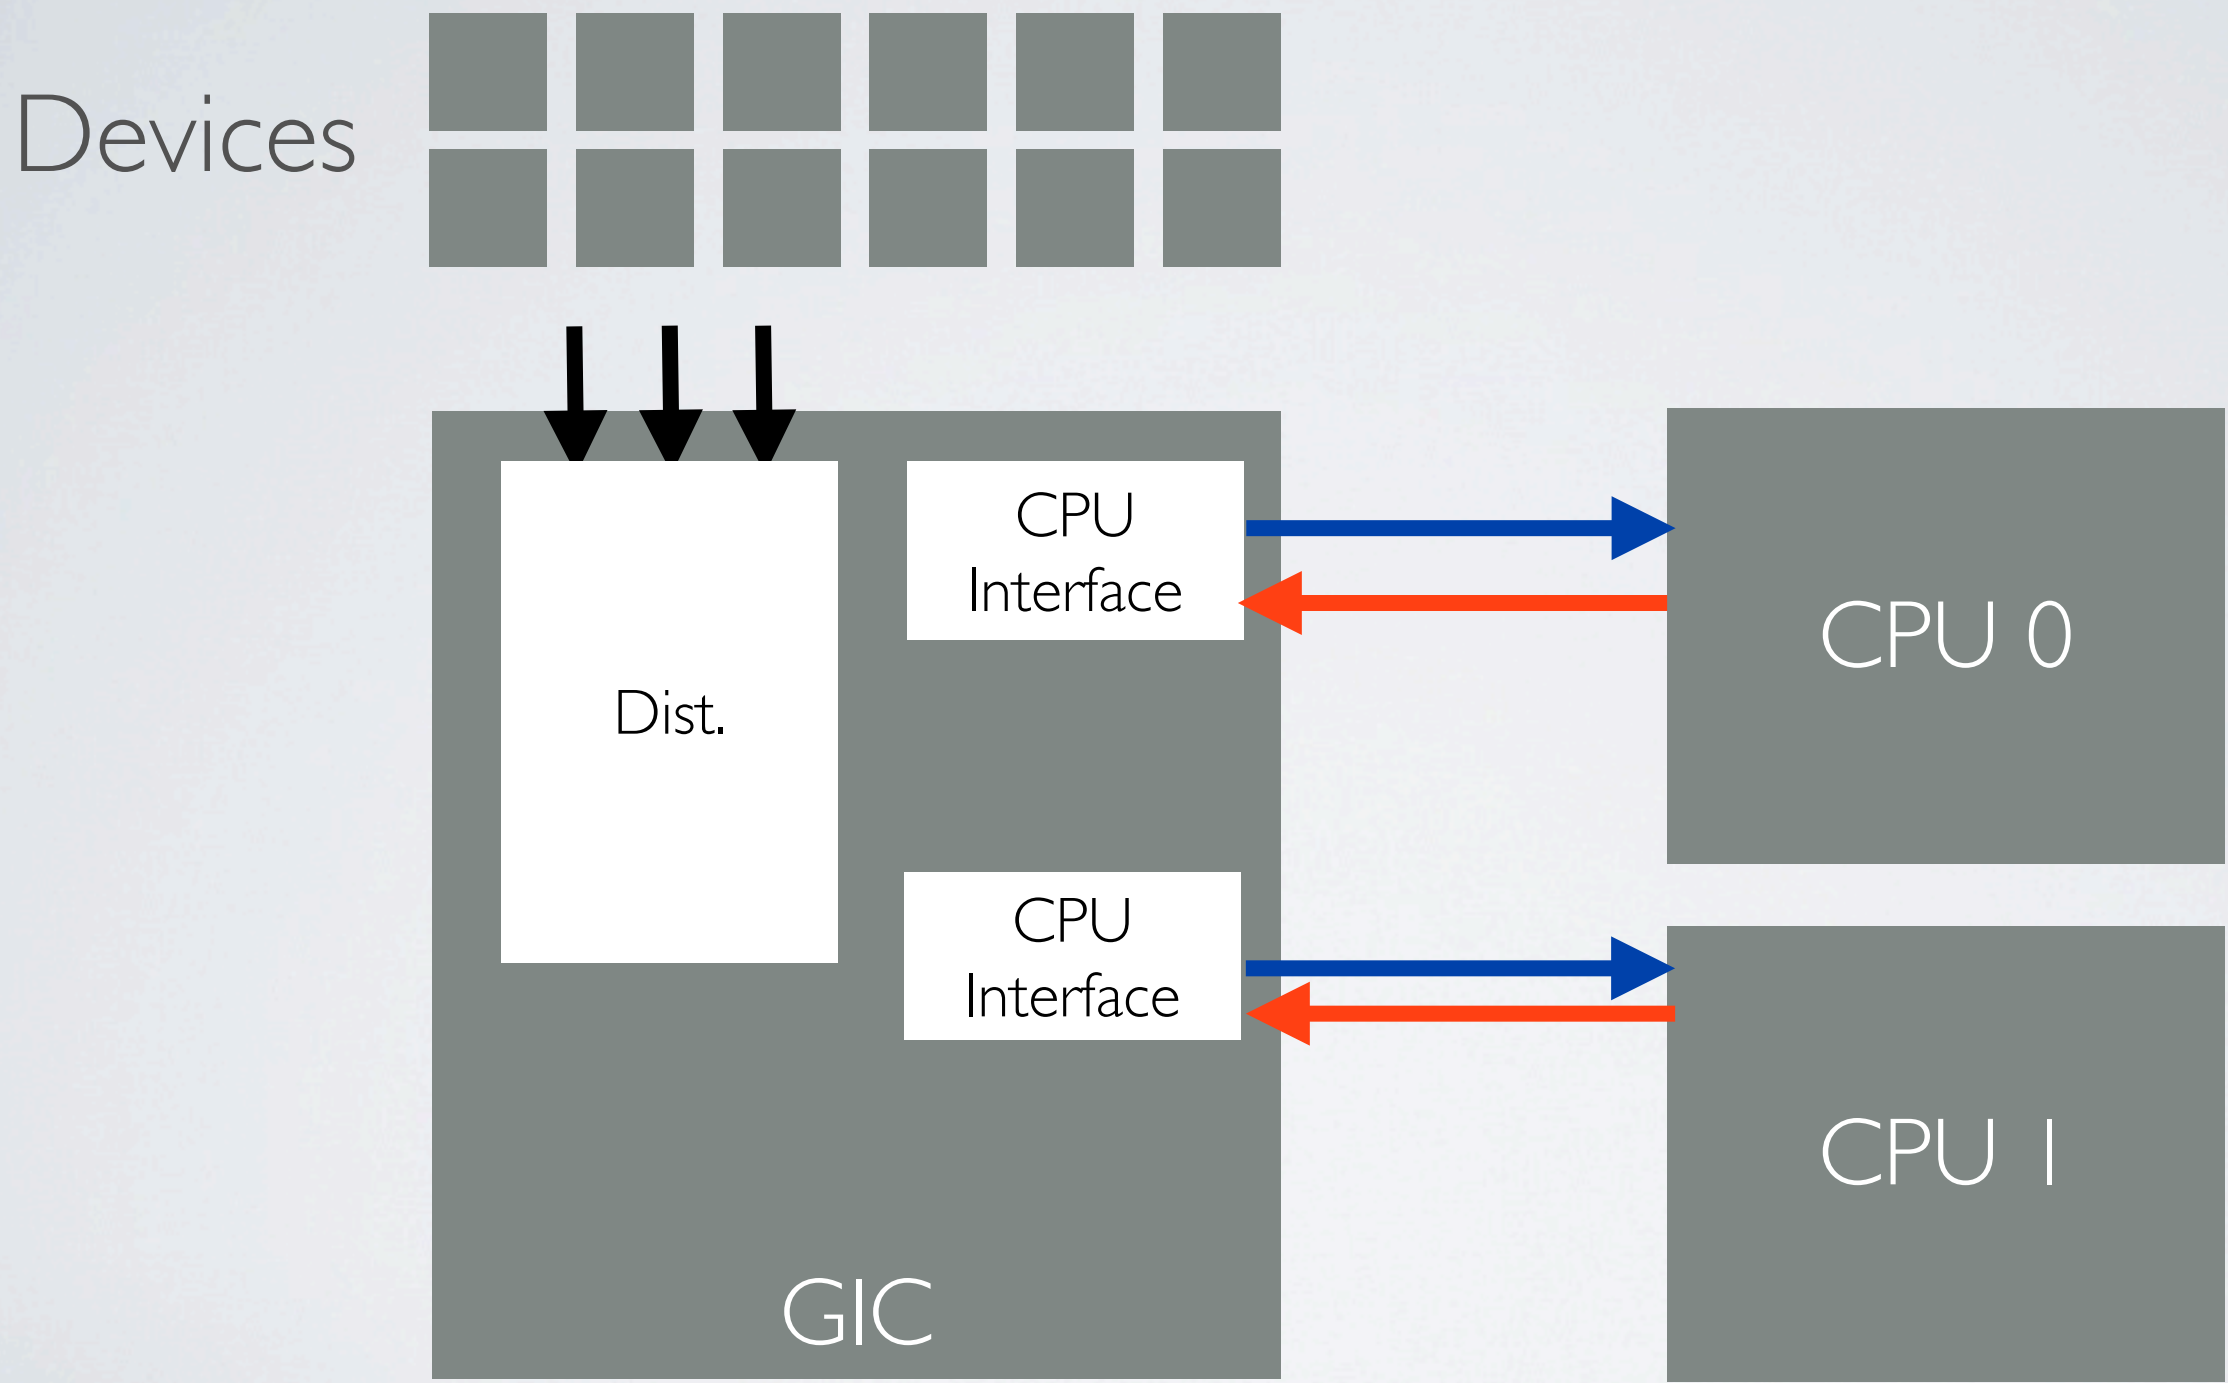 Devices
CPU
Interface
Dist.
CPU 0
CPU
Interface
CPU 1
GIC